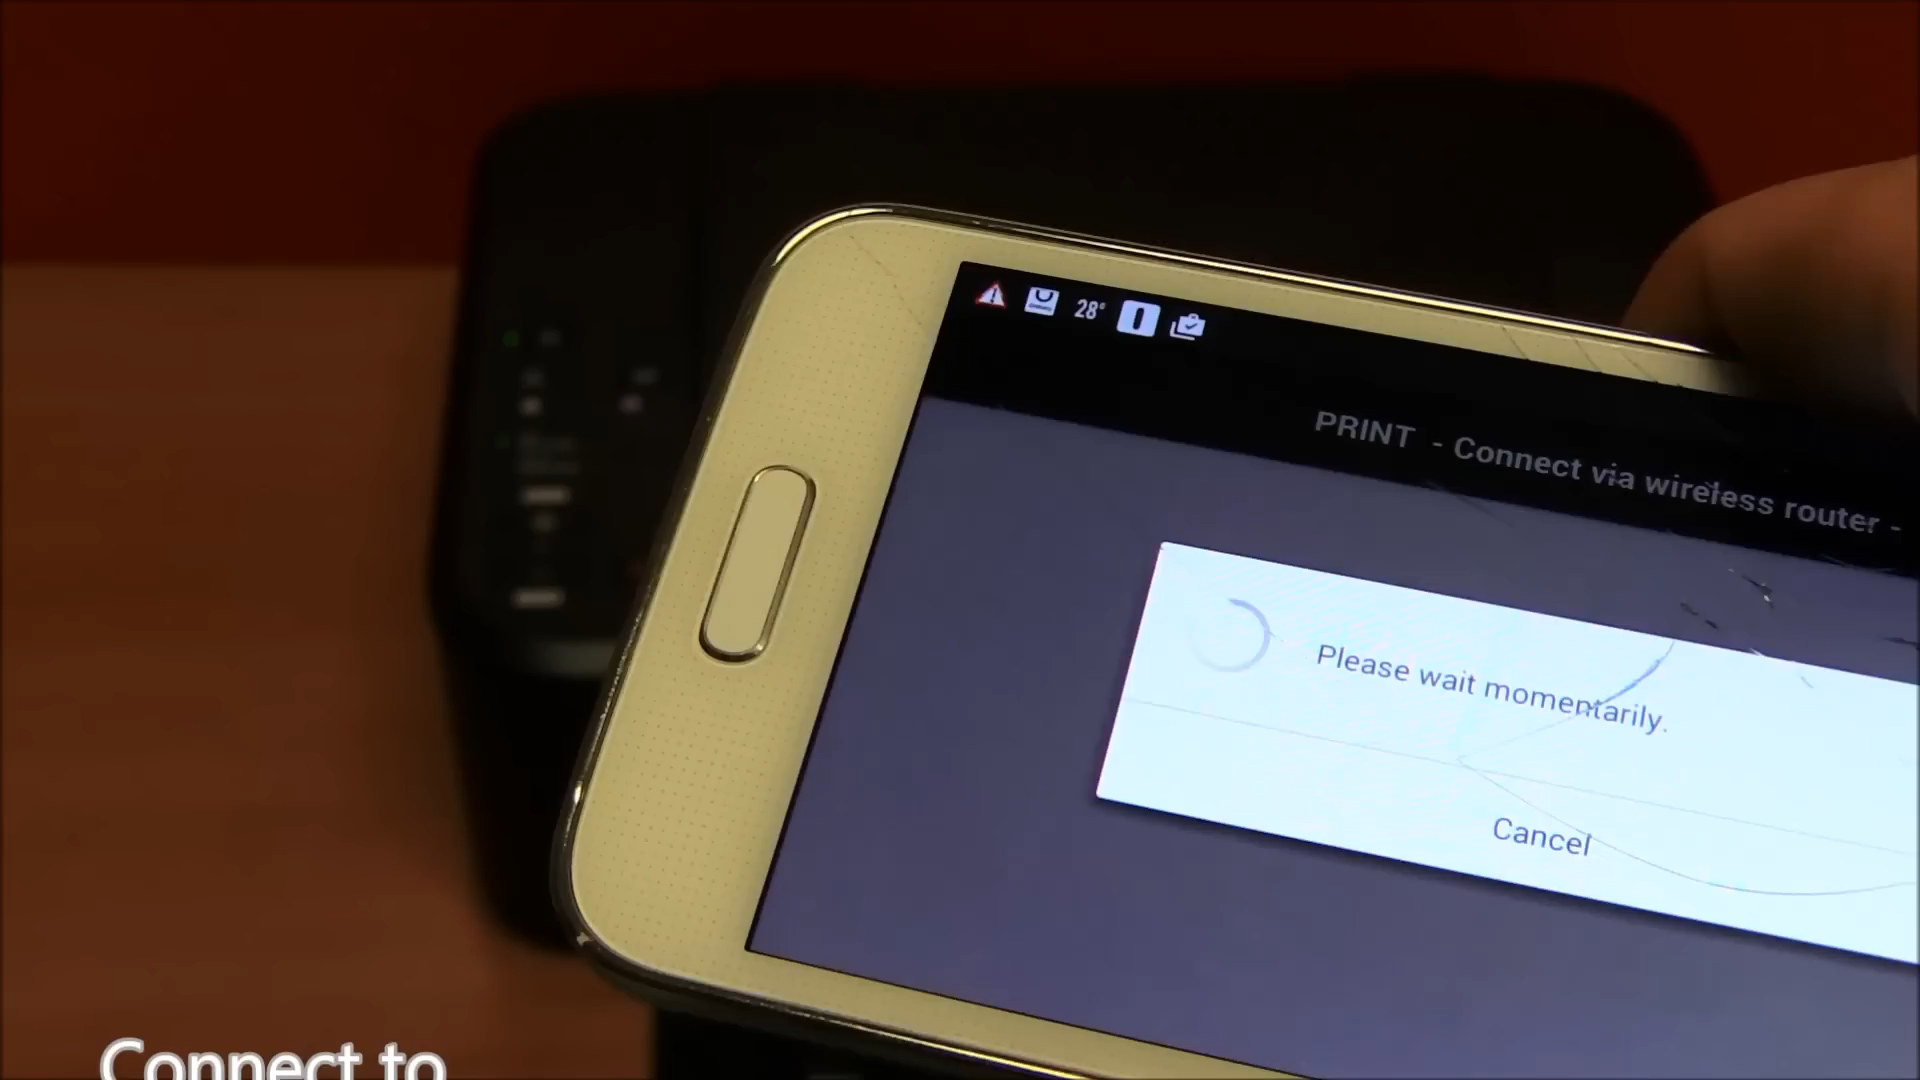 28°
PRINT - Connect via wireless router -
Please wait momentarily.
Cancel
Connect to